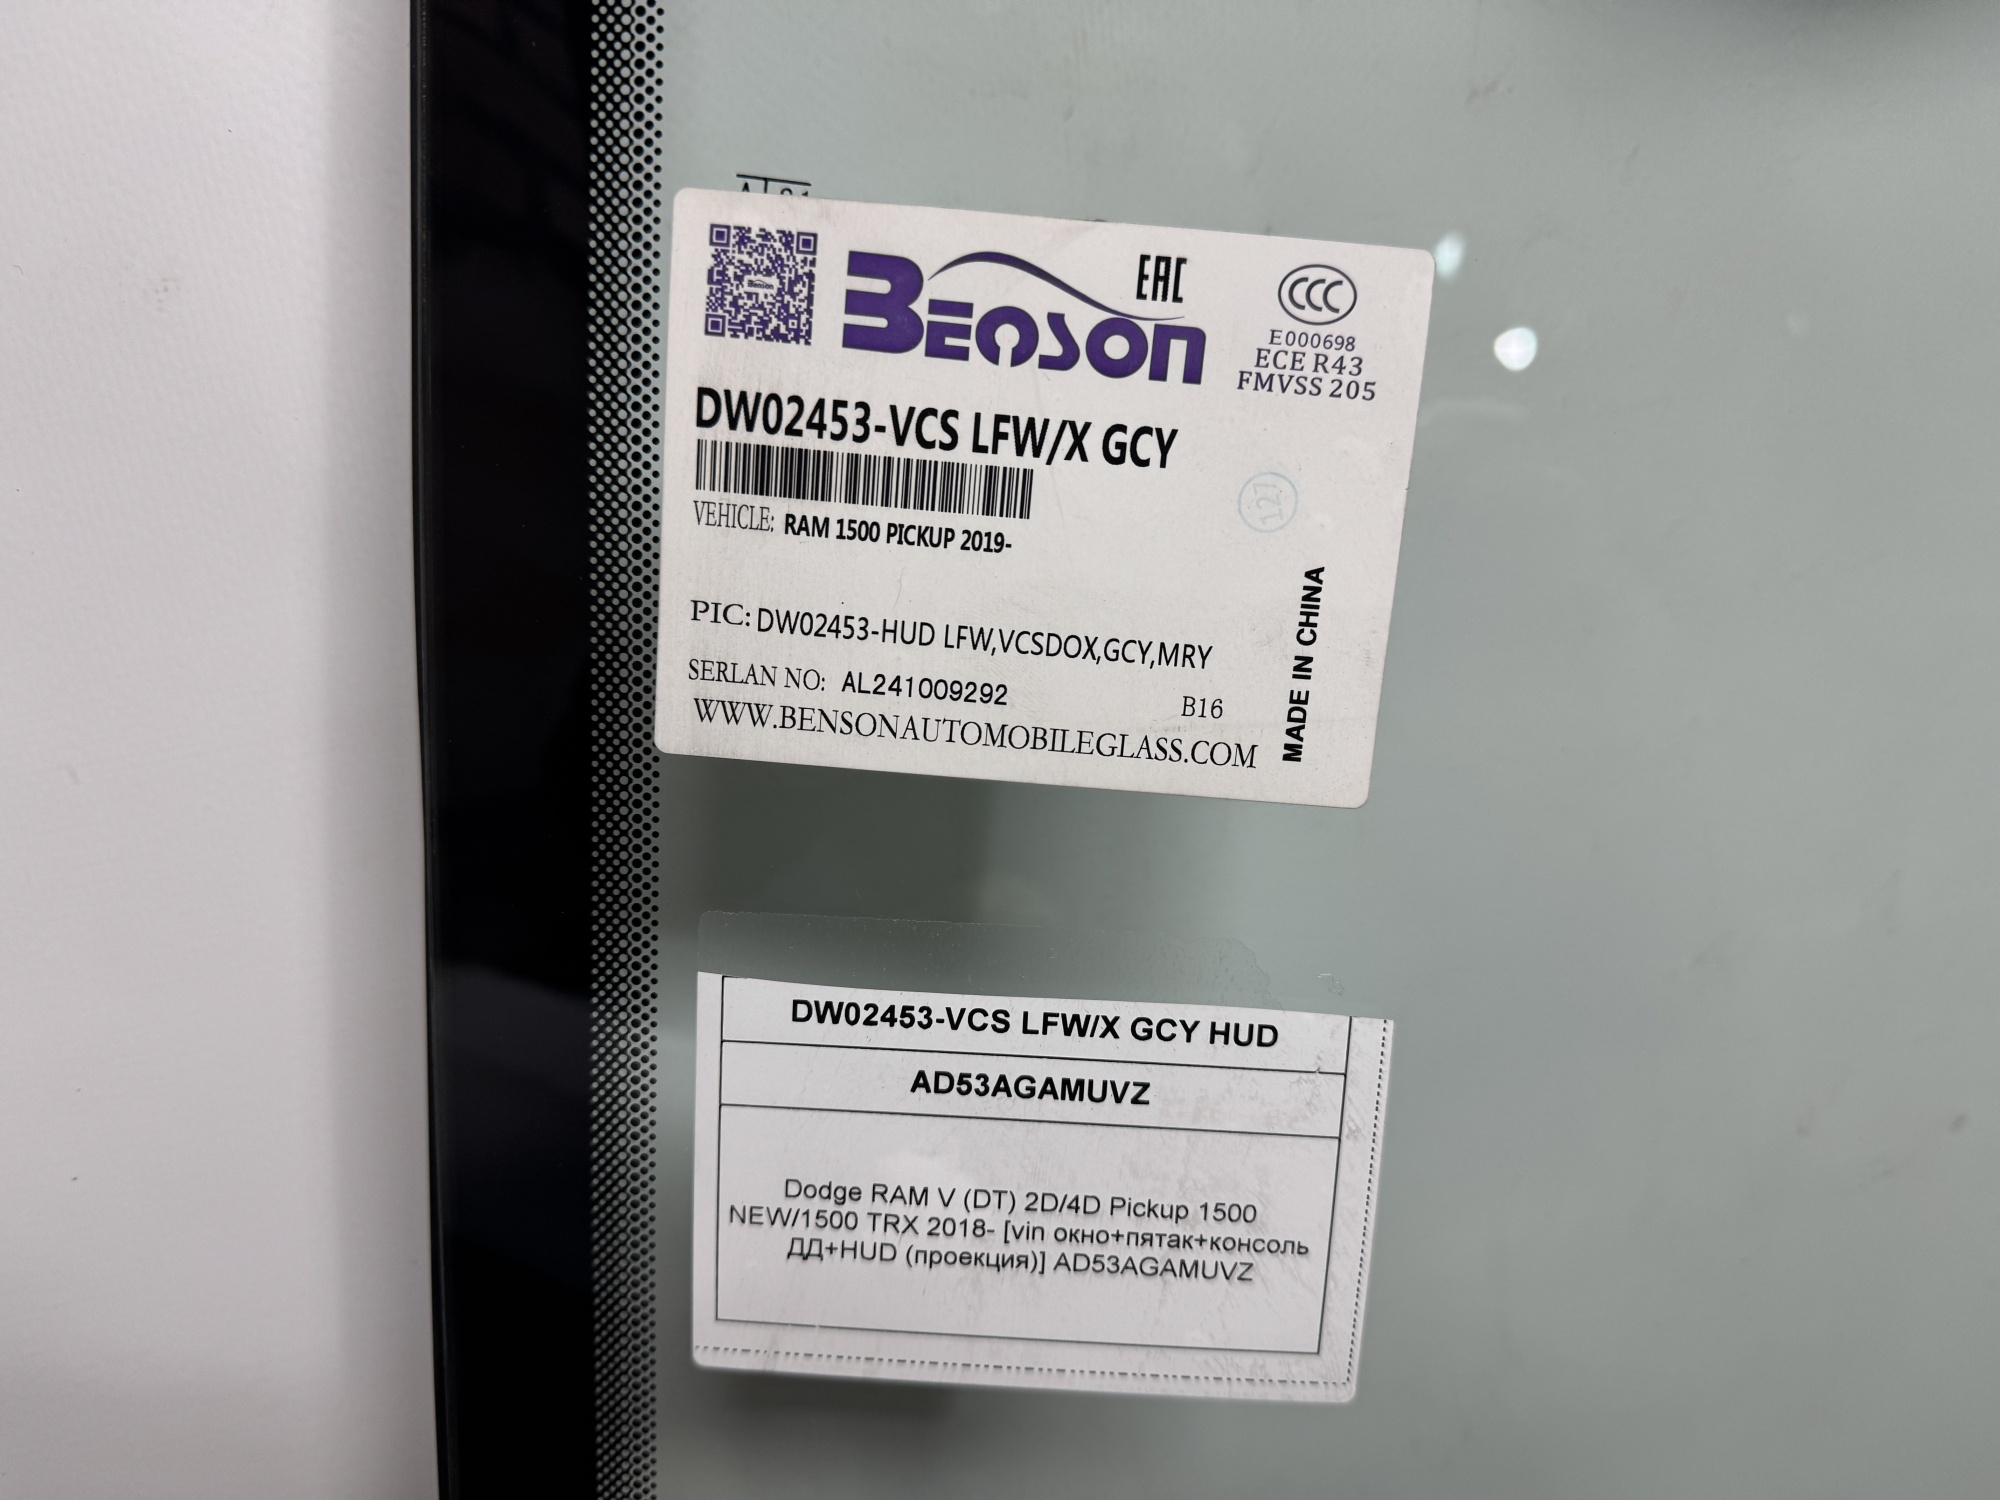 Benson
BENSON
EAC
CCC
E000698
ECE R43
FMVSS 205
DW02453-VCS LFW/X GCY
VEHICLE: RAM 1500 PICKUP 2019-
127
PIC: DW02453-HUD LFW,VCSDOX,GCY,MRY
SERLAN NO: AL241009292
B16
WWW.BENSONAUTOMOBILEGLASS.COM
MADE IN CHINA
DW02453-VCS LFW/X GCY HUD
AD53AGAMUVZ
Dodge RAM V (DT) 2D/4D Pickup 1500
NEW/1500 TRX 2018- [vin окно+пятак+консоль
ДД+HUD (проекция)] AD53AGAMUVZ